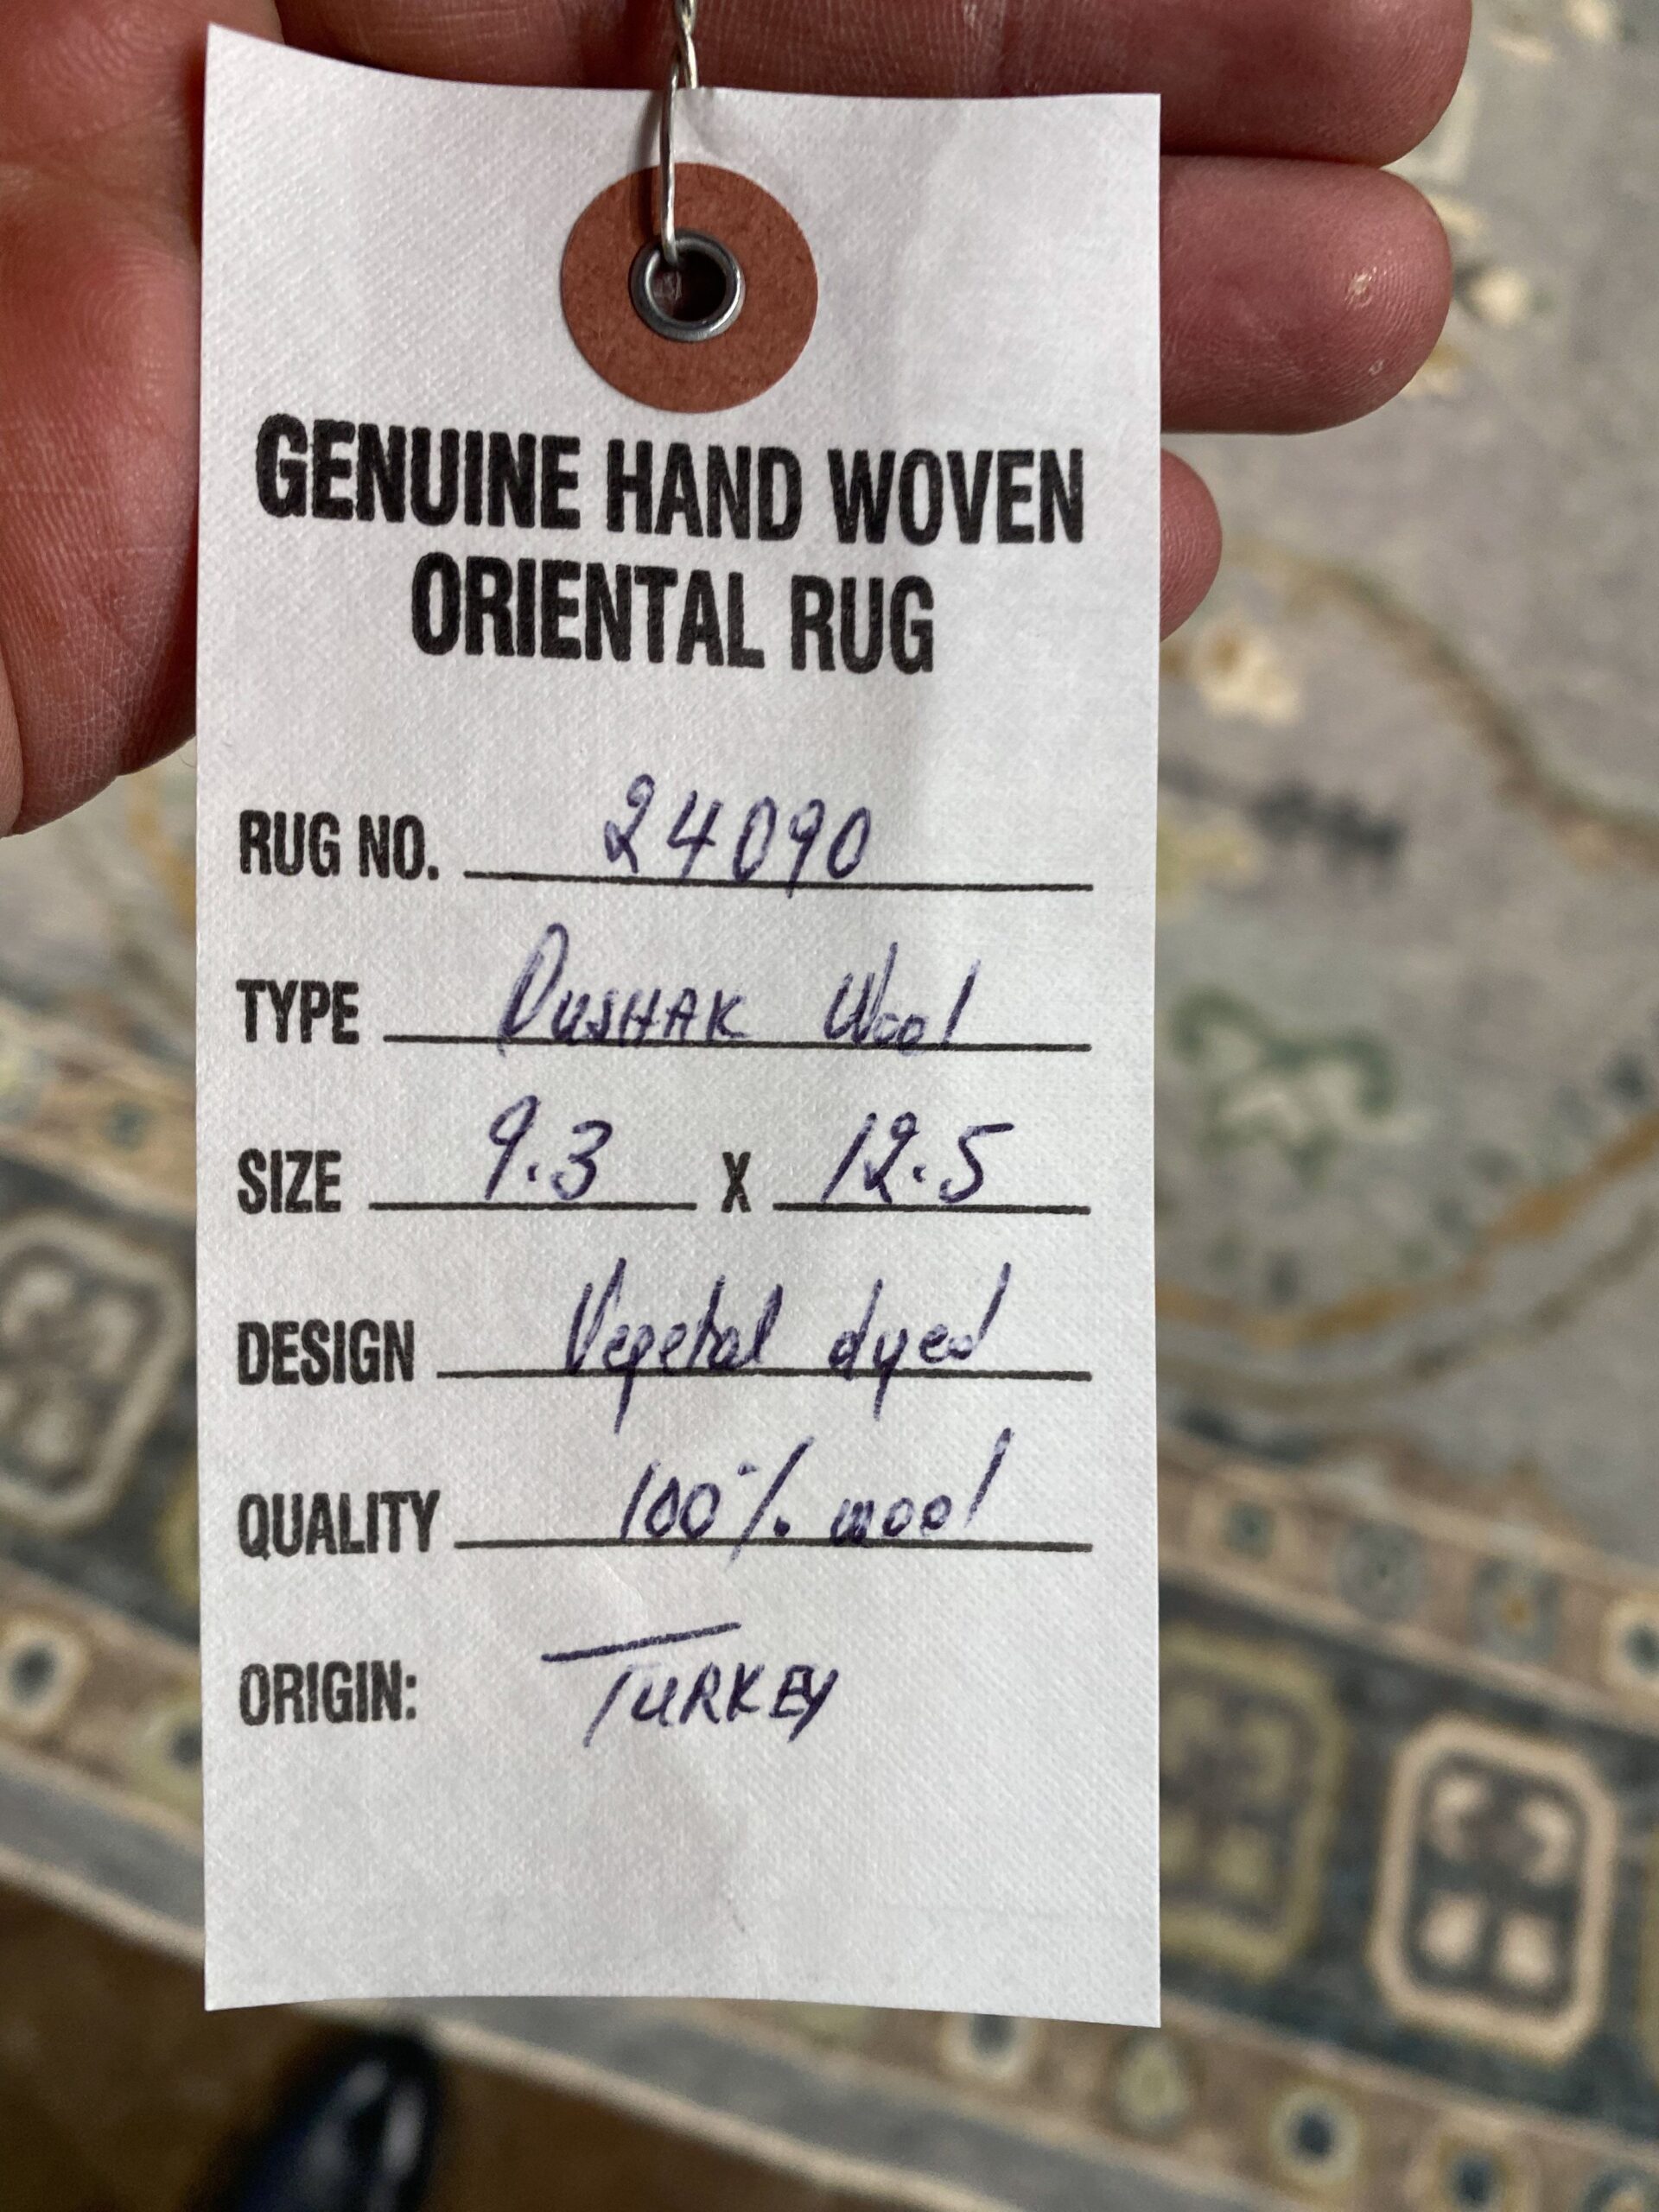 GENUINE HAND WOVEN
ORIENTAL RUG
RUG NO. 24090
TYPE OUSHAK Wool
SIZE 9.3 X 12.5
DESIGN Vegetal dyed
QUALITY 100% wool
ORIGIN: TURKEY